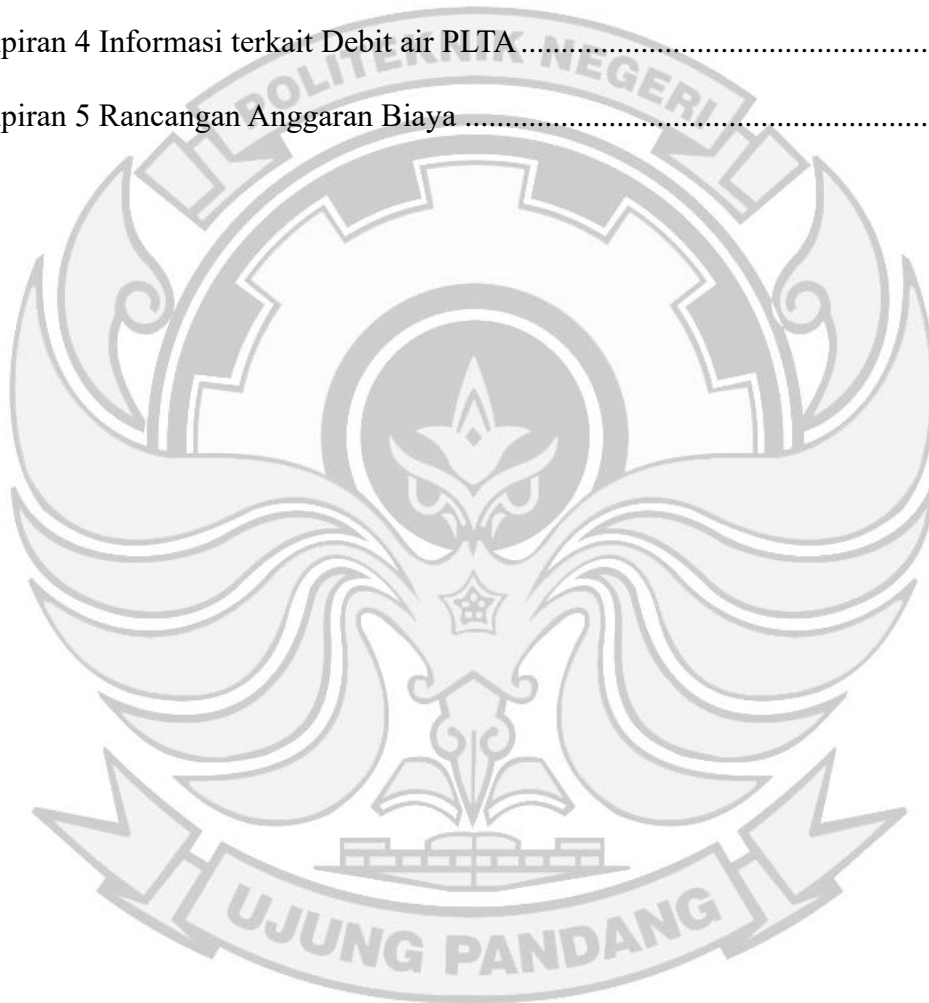 piran 4 Informasi terkait Debit air PLTA
POLITEKNIK NEGERI
piran 5 Rancangan Anggaran Biaya
UJUNG PANDANG